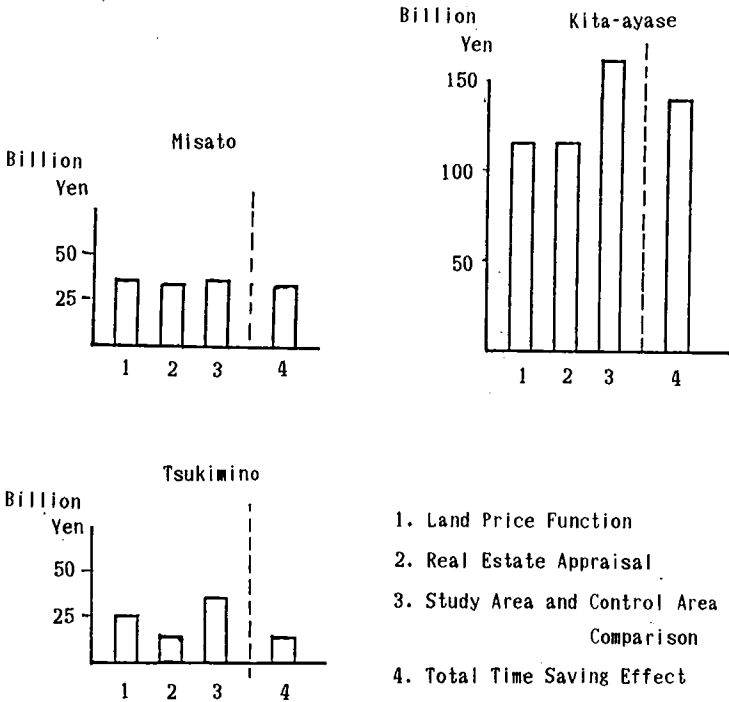 Misato
Billion
Yen
50
25
1 2 3 4
Billion
Yen
Kita-ayase
150
100
50
1 2 3 4
Tsukimino
Billion
Yen
50
25
1 2 3 4
1. Land Price Function
2. Real Estate Appraisal
3. Study Area and Control Area
Comparison
4. Total Time Saving Effect